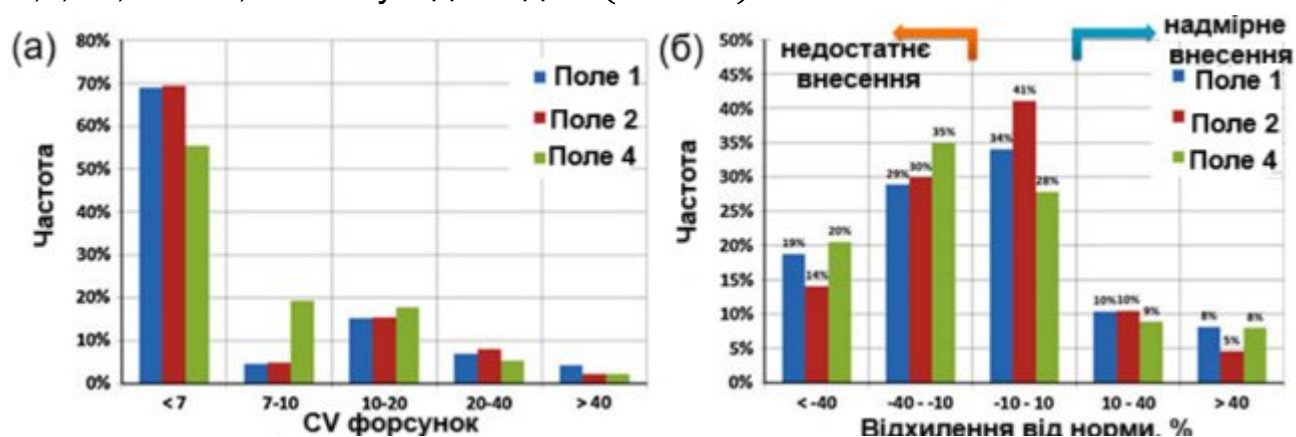 (а)
80%
70%
60%
50%
40%
30%
20%
10%
0%
Частота
Поле 1
Поле 2
Поле 4
< 7
7-10
10-20
20-40
> 40
CV форсунок
(б)
недостатнє
внесення
надмірне
внесення
50%
45%
40%
35%
30%
25%
20%
15%
10%
5%
0%
Частота
Поле 1
Поле 2
Поле 4
19%
14%
20%
29%
30%
35%
34%
41%
28%
10%
10%
9%
8%
5%
8%
< -40
-40 - -10
-10 - 10
10 - 40
> 40
Відхилення від норми, %